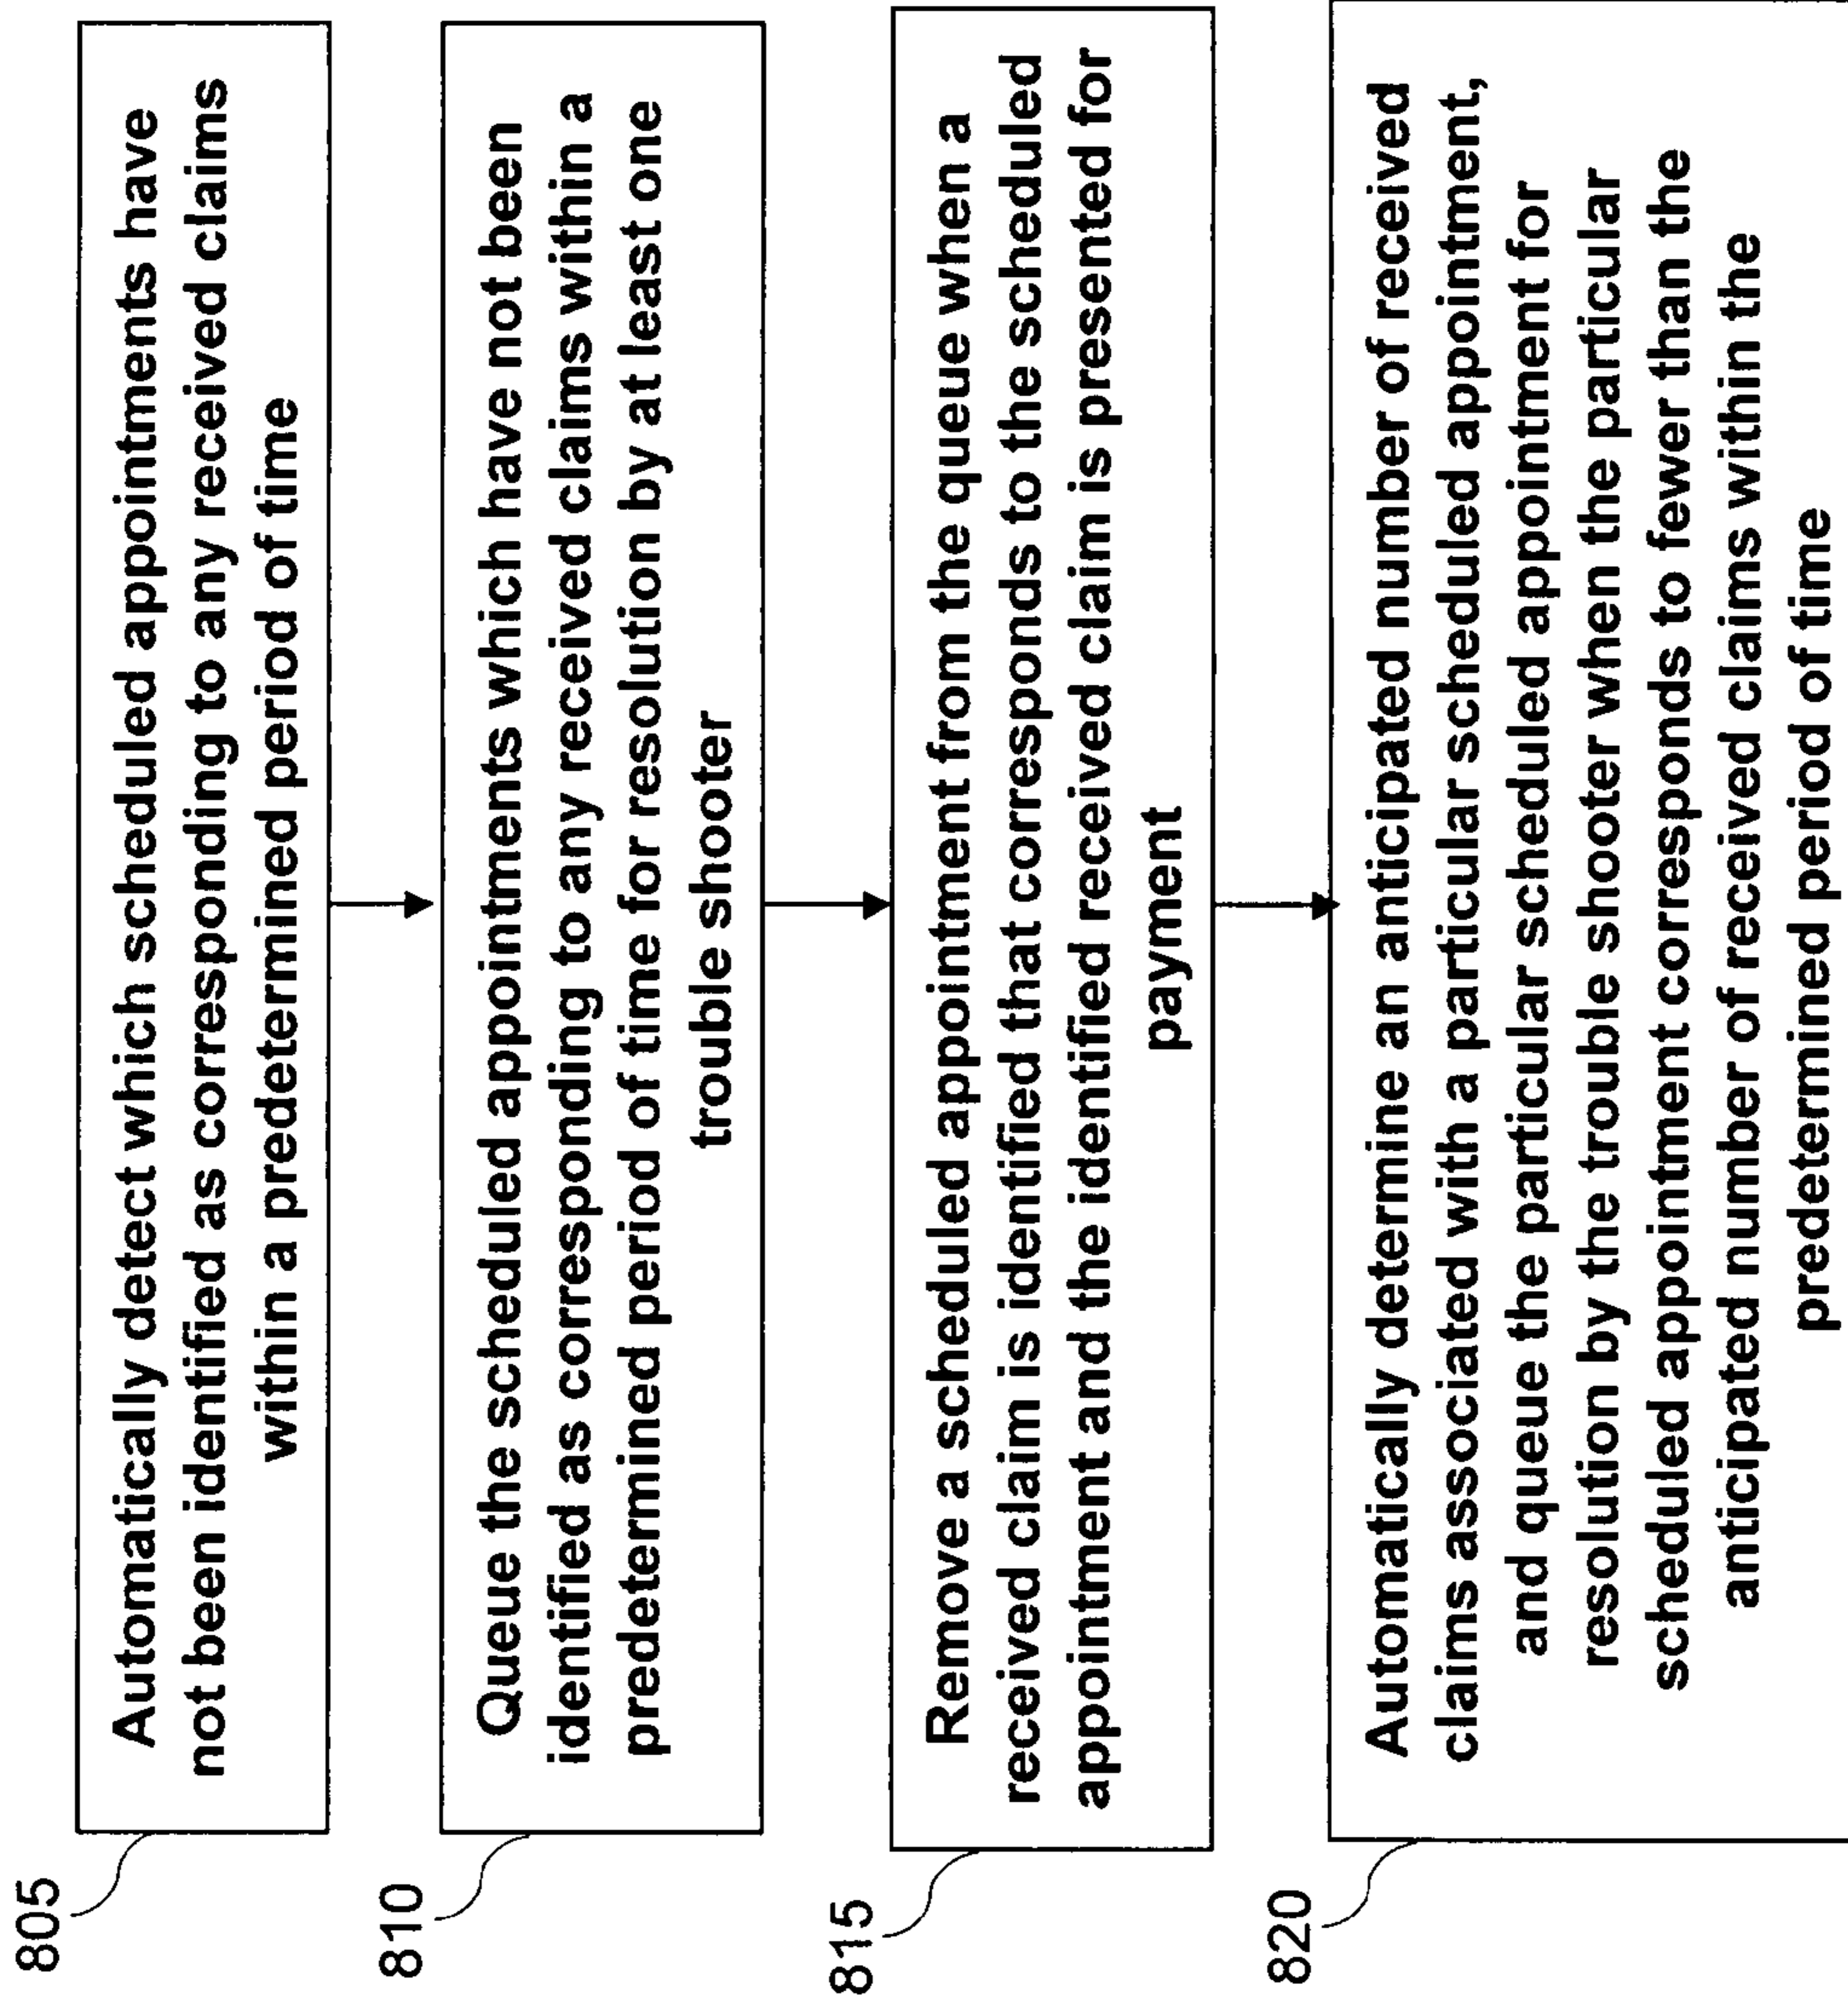 805
Automatically detect which scheduled appointments have
not been identified as corresponding to any received claims
within a predetermined period of time
810
Queue the scheduled appointments which have not been
identified as corresponding to any received claims within a
predetermined period of time for resolution by at least one
trouble shooter
815
Remove a scheduled appointment from the queue when a
received claim is identified that corresponds to the scheduled
appointment and the identified received claim is presented for
payment
820
Automatically determine an anticipated number of received
claims associated with a particular scheduled appointment,
and queue the particular scheduled appointment for
resolution by the trouble shooter when the particular
scheduled appointment corresponds to fewer than the
anticipated number of received claims within the
predetermined period of time